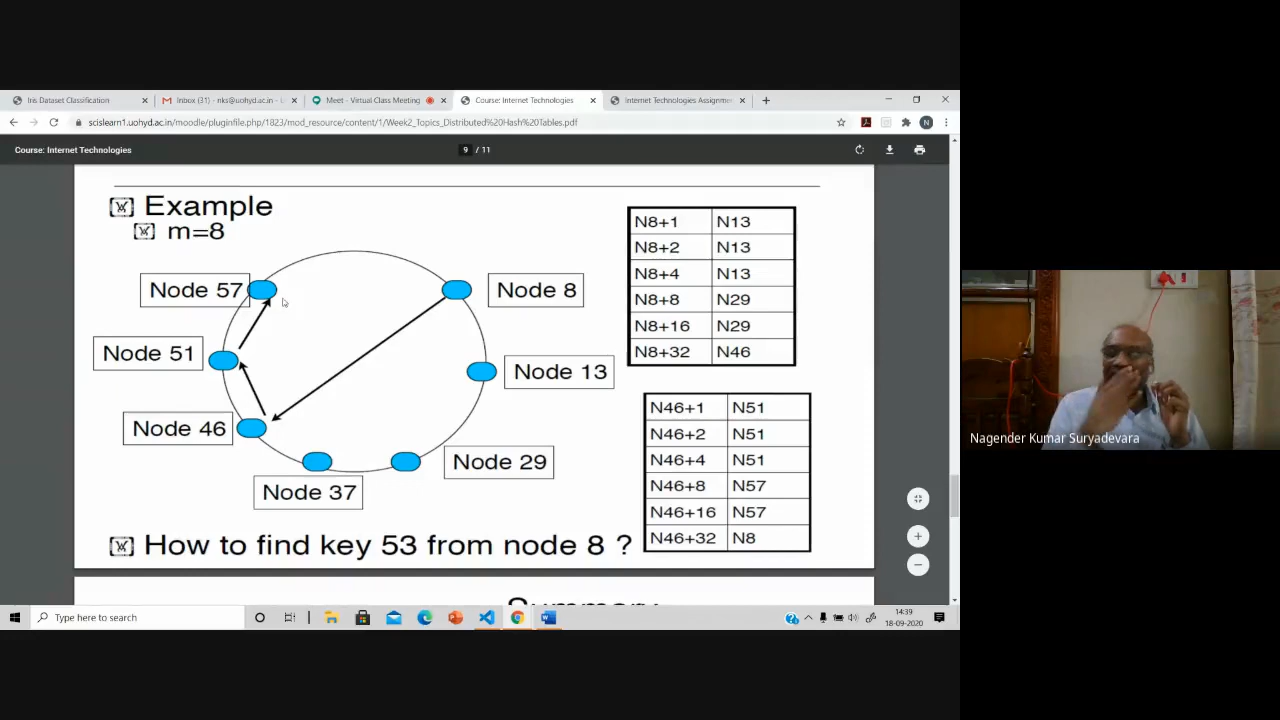 Iris Dataset Classification
Inbox (31) - nks@uohyd.ac.in - U
Meet - Virtual Class Meeting
Course: Internet Technologies
Internet Technologies Assignmen
scislearn1.uohyd.ac.in/moodle/pluginfile.php/1823/mod_resource/content/1/Week2_Topics_Distributed%20Hash%20Tables.pdf
N
Course: Internet Technologies
9 / 11
Example
m=8
Node 57
Node 8
Node 51
Node 13
Node 46
Node 29
Node 37
N8+1 N13
N8+2 N13
N8+4 N13
N8+8 N29
N8+16 N29
N8+32 N46
N46+1 N51
N46+2 N51
N46+4 N51
N46+8 N57
N46+16 N57
N46+32 N8
How to find key 53 from node 8 ?
Summary
Type here to search
14:39
18-09-2020
Nagender Kumar Suryadevara